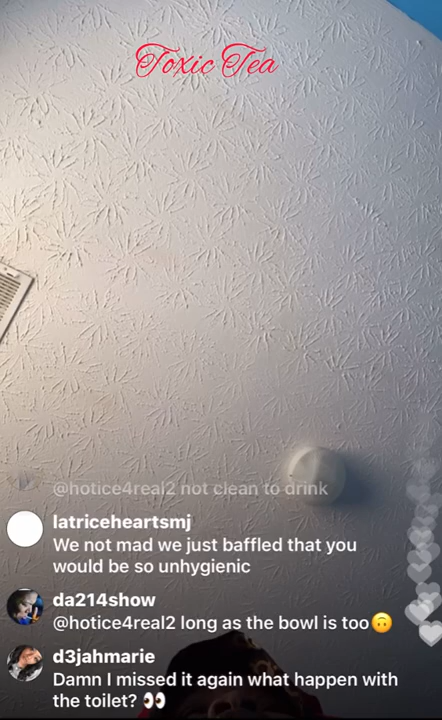 Toxic Tea
@hotice4real2 not clean to drink
latriceheartsmj
We not mad we just baffled that you
would be so unhygienic
da214show
@hotice4real2 long as the bowl is too🙃
d3jahmarie
Damn I missed it again what happen with
the toilet? 👀